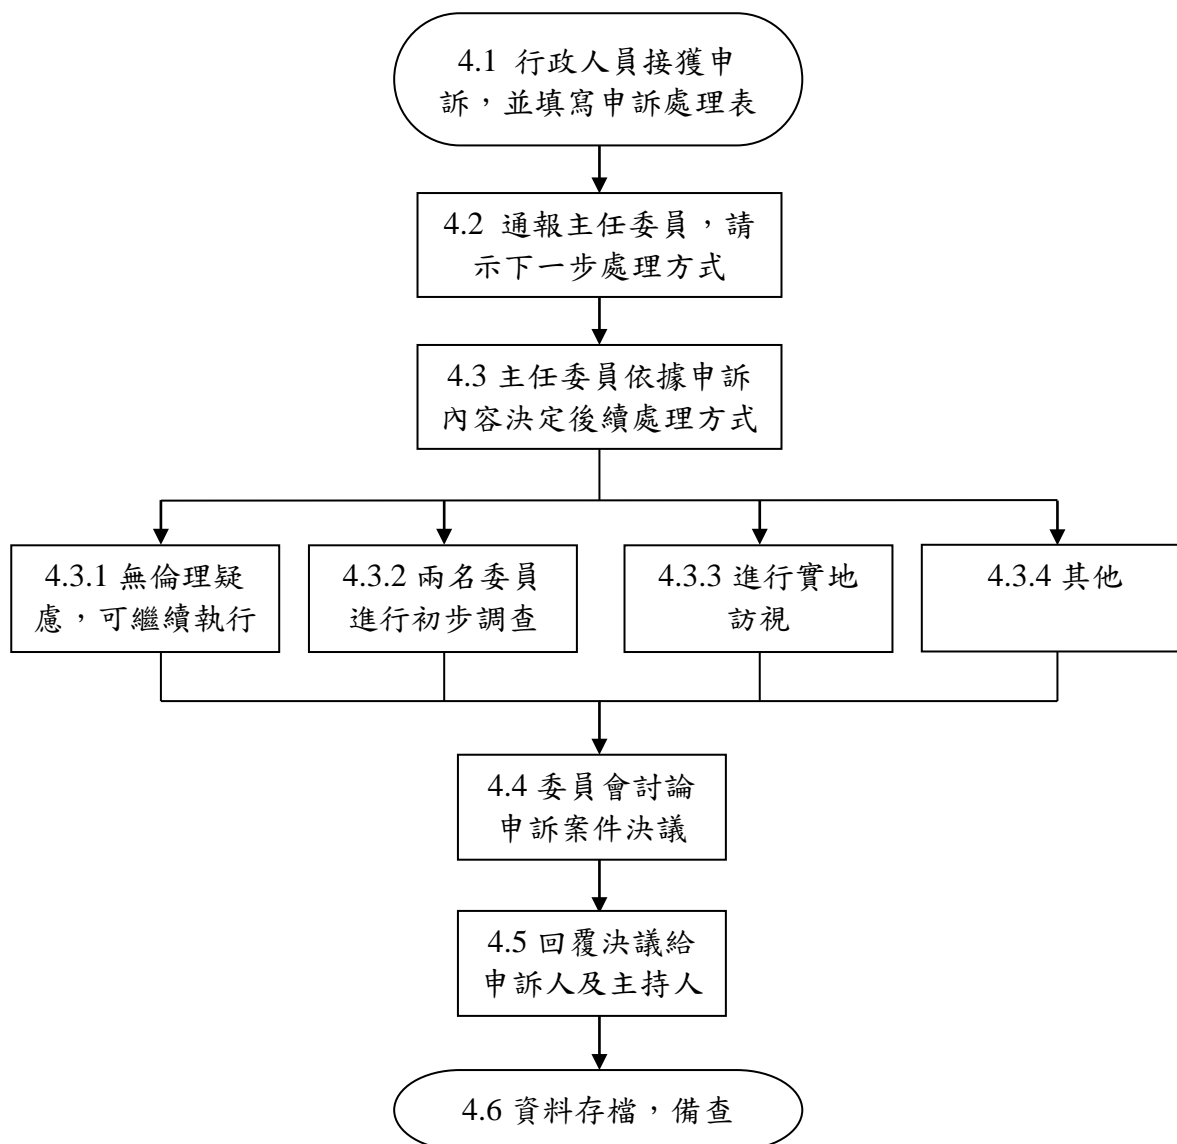 4.1 行政人員接獲申
訴，並填寫申訴處理表
4.2 通報主任委員，請
示下一步處理方式
4.3 主任委員依據申訴
內容決定後續處理方式
4.3.1 無倫理疑
慮，可繼續執行
4.3.2 兩名委員
進行初步調查
4.3.3 進行實地
訪視
4.3.4 其他
4.4 委員會討論
申訴案件決議
4.5 回覆決議給
申訴人及主持人
4.6 資料存檔，備查